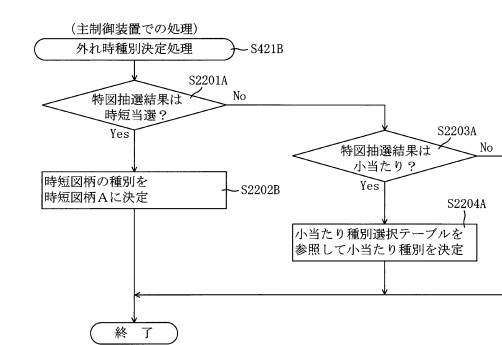 (主制御装置での処理)
外れ時種別決定処理
S421B
S2201A
特図抽選結果は
時短当選？
No
Yes
S2203A
特図抽選結果は
小当たり？
No
Yes
時短図柄の種別を
時短図柄Ａに決定
S2202B
S2204A
小当たり種別選択テーブルを
参照して小当たり種別を決定
終 了